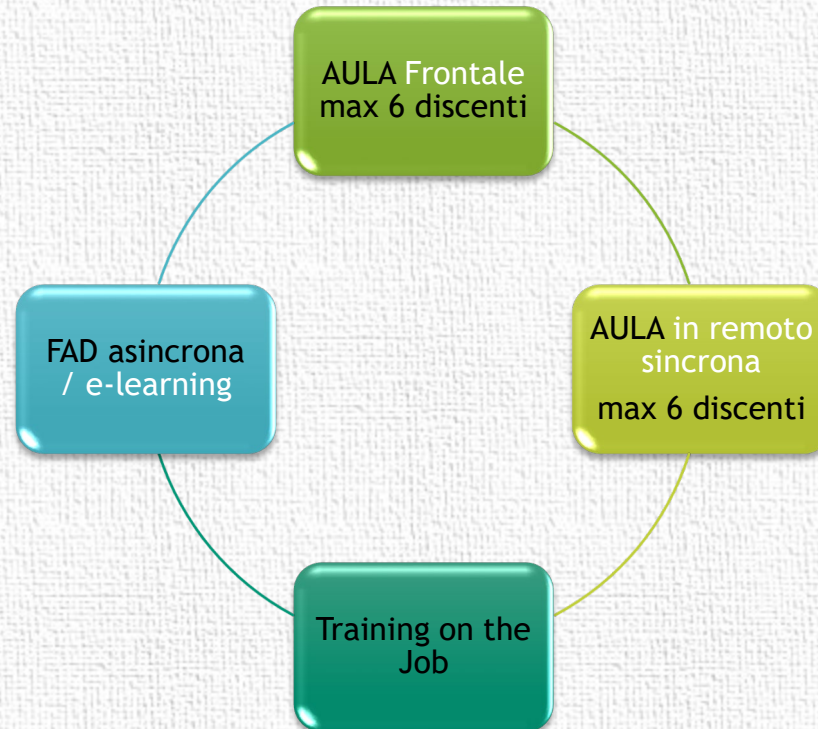 AULA Frontale
max 6 discenti
AULA in remoto
sincrona
max 6 discenti
Training on the
Job
FAD asincrona
/ e-learning